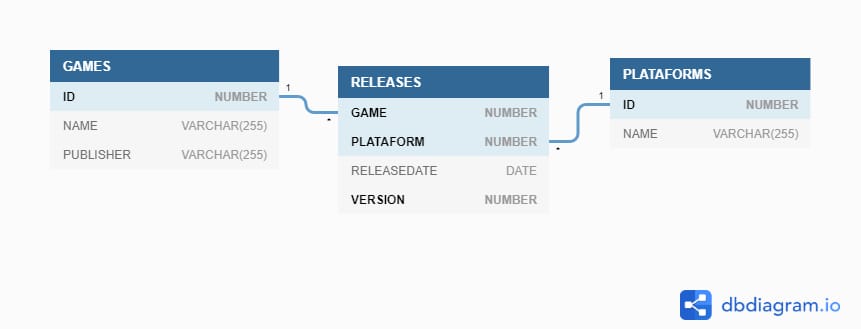 GAMES
ID NUMBER
NAME VARCHAR(255)
PUBLISHER VARCHAR(255)
1
*
RELEASES
GAME NUMBER
PLATAFORM NUMBER
RELEASEDATE DATE
VERSION NUMBER
1
*
PLATAFORMS
ID NUMBER
NAME VARCHAR(255)
dbdiagram.io